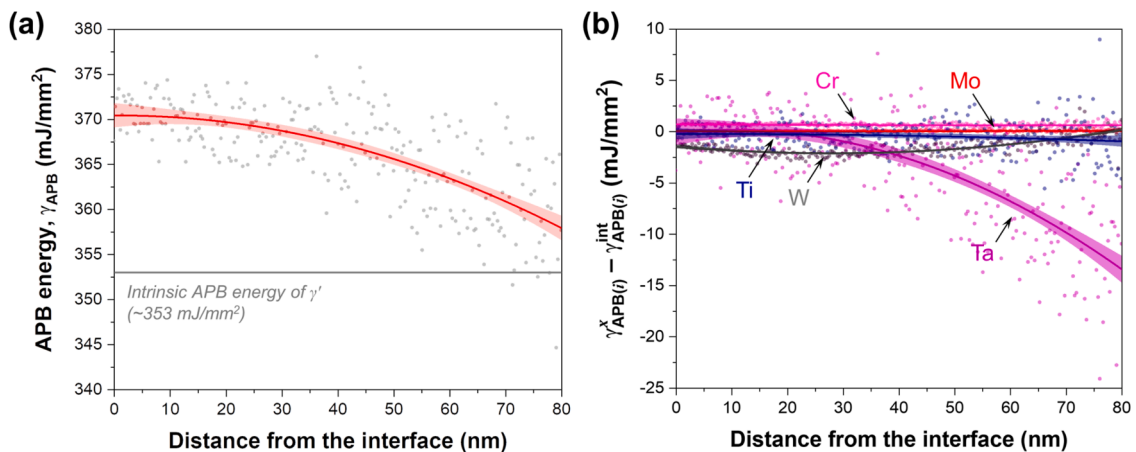 (a)
380
375
370
365
360
355
350
345
340
APB energy, γAPB (mJ/mm²)
Intrinsic APB energy of γ′
(~353 mJ/mm²)
0 10 20 30 40 50 60 70 80
Distance from the interface (nm)
(b)
10
5
0
-5
-10
-15
-20
-25
γˣAPB(i) – γⁱⁿᵗAPB(i) (mJ/mm²)
Cr
Mo
Ti
W
Ta
0 10 20 30 40 50 60 70 80
Distance from the interface (nm)